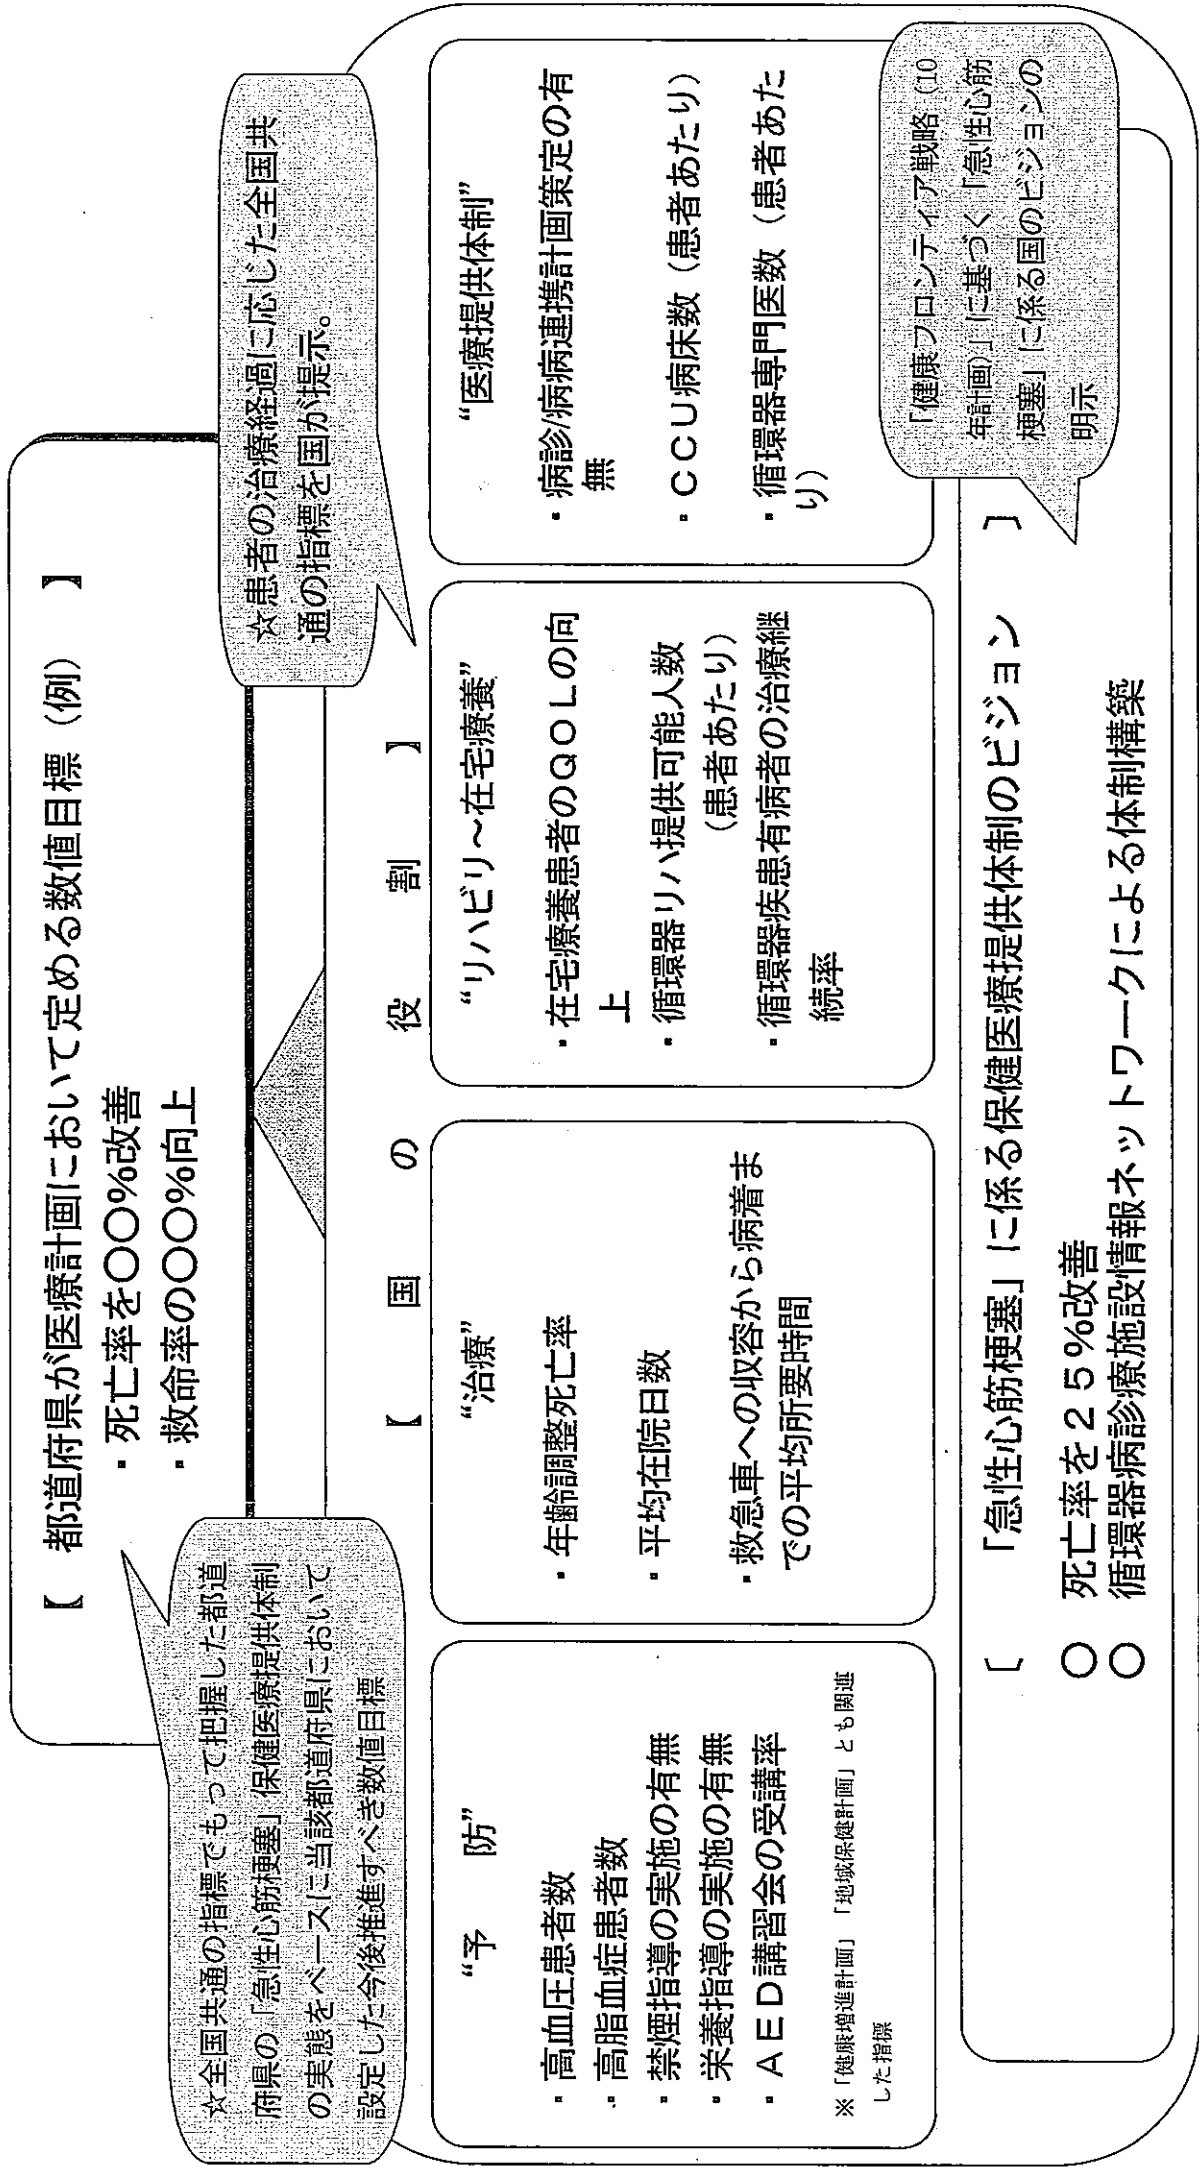 【　都道府県が医療計画において定める数値目標（例）　】
・死亡率を〇〇％改善
・救命率の〇〇％向上
☆全国共通の指標でもって把握した都道
府県の「急性心筋梗塞」保健医療提供体制
の実態をベースに当該都道府県において
設定した今後推進すべき数値目標
☆患者の治療経過に応じた全国共
通の指標を国が提示。
【　国　の　役　割　】
“予　防”
・高血圧患者数
・高脂血症患者数
・禁煙指導の実施の有無
・栄養指導の実施の有無
・ＡＥＤ講習会の受講率
※「健康増進計画」「地域保健計画」とも関連
した指標
“治療”
・年齢調整死亡率
・平均在院日数
・救急車への収容から病着ま
での平均所要時間
“リハビリ～在宅療養”
・在宅療養患者のＱＯＬの向
上
・循環器リハ提供可能人数
（患者あたり）
・循環器疾患有病者の治療継
続率
“医療提供体制”
・病診/病病連携計画策定の有
無
・ＣＣＵ病床数（患者あたり）
・循環器専門医数（患者あた
り）
〔　「急性心筋梗塞」に係る保健医療提供体制のビジョン　〕
〇　死亡率を２５％改善
〇　循環器病診療施設情報ネットワークによる体制構築
「健康フロンティア戦略（10
年計画）」に基づく「急性心筋
梗塞」に係る国のビジョンの
明示